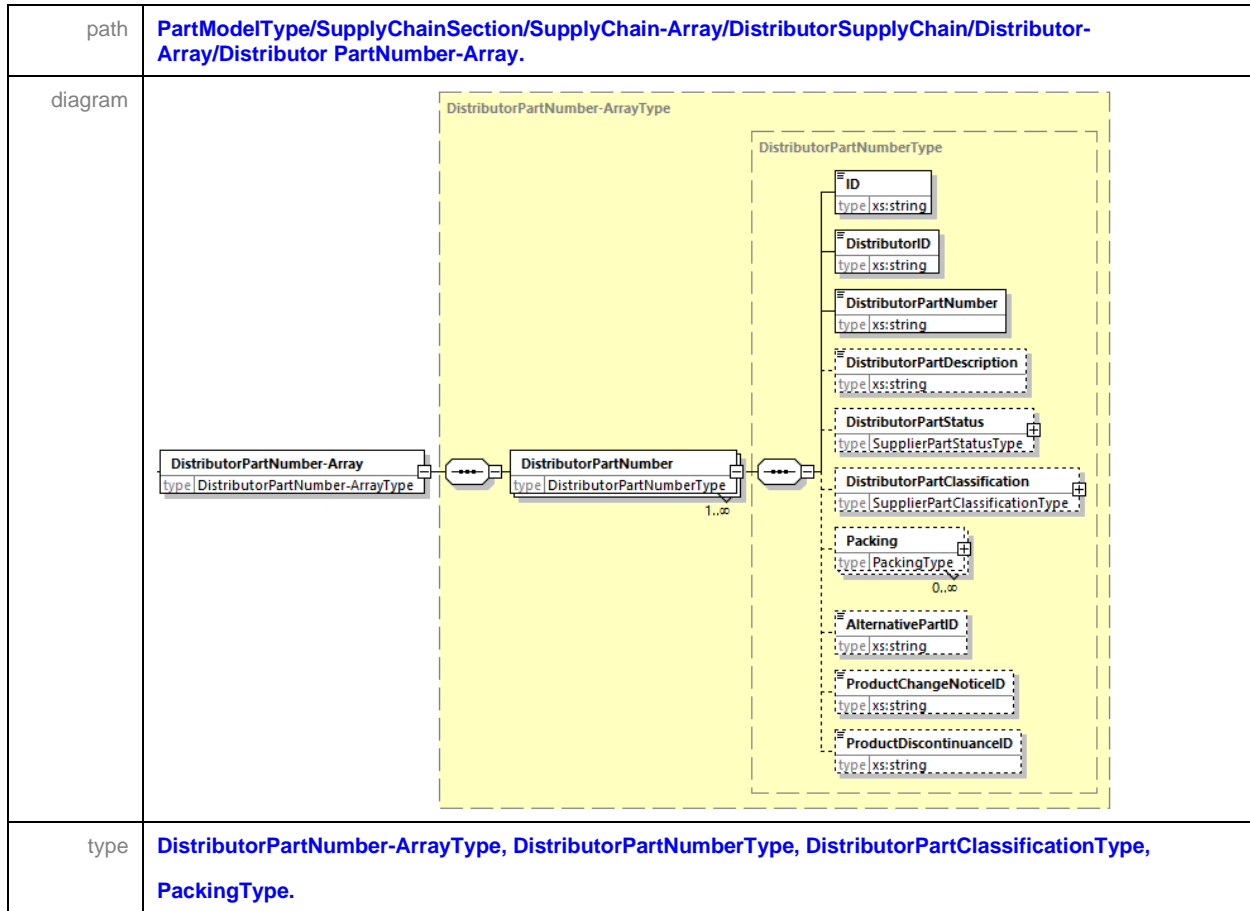 path
PartModelType/SupplyChainSection/SupplyChain-Array/DistributorSupplyChain/Distributor-
Array/Distributor PartNumber-Array.
diagram
DistributorPartNumber-ArrayType
DistributorPartNumberType
ID
type xs:string
DistributorID
type xs:string
DistributorPartNumber
type xs:string
DistributorPartDescription
type xs:string
DistributorPartStatus
type SupplierPartStatusType
DistributorPartNumber-Array
type DistributorPartNumber-ArrayType
DistributorPartNumber
type DistributorPartNumberType
1..∞
DistributorPartClassification
type SupplierPartClassificationType
Packing
type PackingType
0..∞
AlternativePartID
type xs:string
ProductChangeNoticeID
type xs:string
ProductDiscontinuanceID
type xs:string
type
DistributorPartNumber-ArrayType, DistributorPartNumberType, DistributorPartClassificationType,
PackingType.